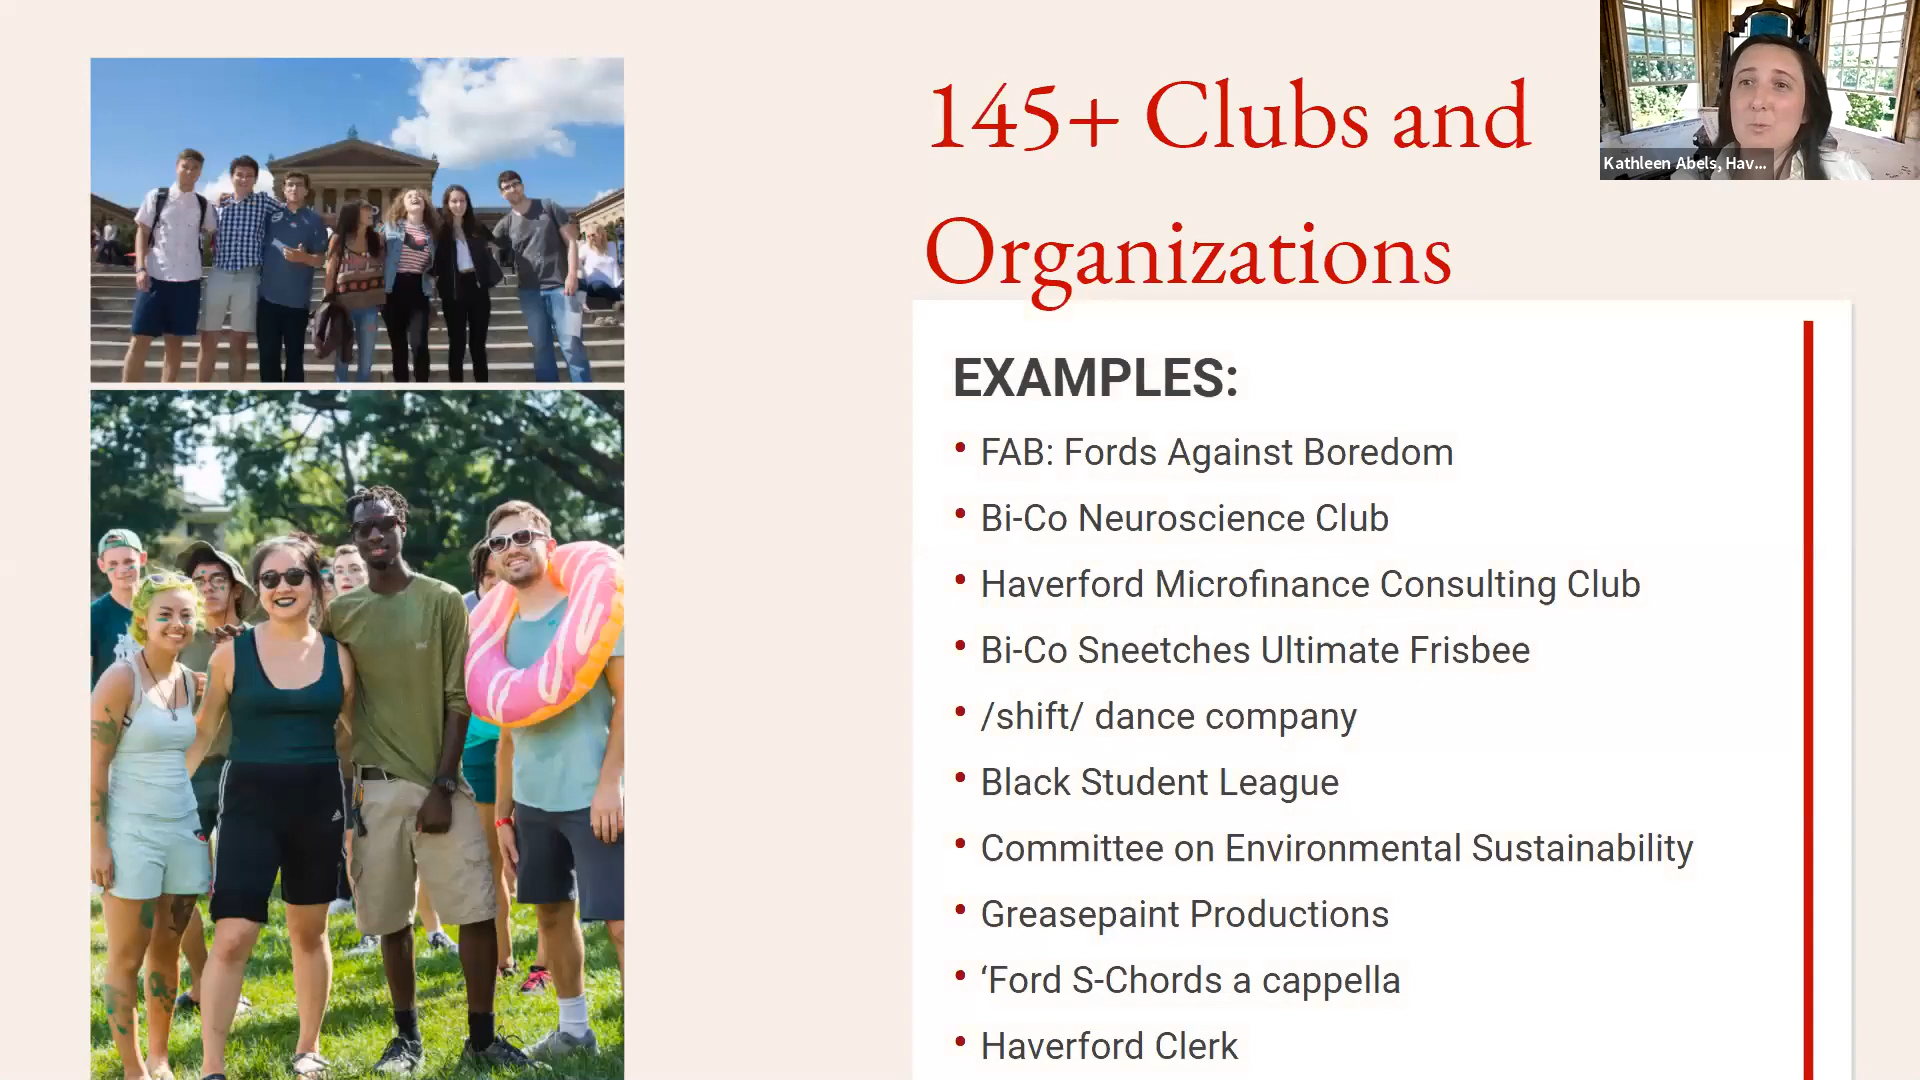 145+ Clubs and
Organizations
Kathleen Abels, Hav...
EXAMPLES:
• FAB: Fords Against Boredom
• Bi-Co Neuroscience Club
• Haverford Microfinance Consulting Club
• Bi-Co Sneetches Ultimate Frisbee
• /shift/ dance company
• Black Student League
• Committee on Environmental Sustainability
• Greasepaint Productions
• ‘Ford S-Chords a cappella
• Haverford Clerk